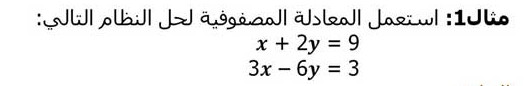 مثال1: استعمل المعادلة المصفوفية لحل النظام التالي:
x + 2y = 9
3x − 6y = 3